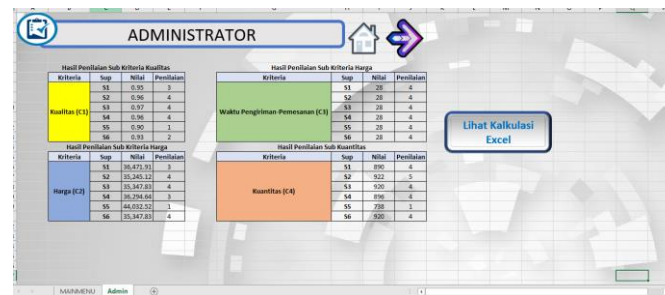 ADMINISTRATOR
Hasil Penilaian Sub Kriteria Kualitas
Kriteria Sup Nilai Penilaian
Kualitas (C1)
S1 0.95 3
S2 0.96 4
S3 0.97 4
S4 0.96 4
S5 0.90 1
S6 0.93 2
Hasil Penilaian Sub Kriteria Harga
Kriteria Sup Nilai Penilaian
Harga (C2)
S1 36,471.91 3
S2 35,245.12 4
S3 35,347.83 4
S4 36,294.64 3
S5 44,032.52 1
S6 35,347.83 4
Hasil Penilaian Sub Kriteria Harga
Kriteria Sup Nilai Penilaian
Waktu Pengiriman-Pemesanan (C3)
S1 28 4
S2 28 4
S3 28 4
S4 28 4
S5 28 4
S6 28 4
Hasil Penilaian Sub Kuantitas
Kriteria Sup Nilai Penilaian
Kuantitas (C4)
S1 890 4
S2 922 5
S3 920 4
S4 896 4
S5 738 1
S6 920 4
Lihat Kalkulasi
Excel
MAINMENU Admin